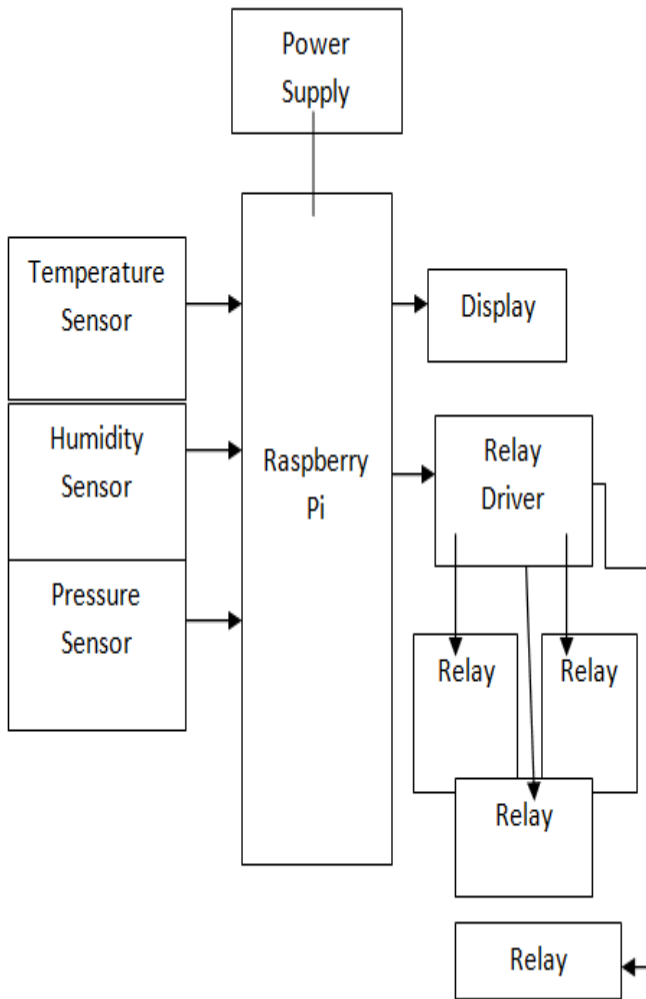 Power
Supply
Temperature
Sensor
Humidity
Sensor
Pressure
Sensor
Raspberry
Pi
Display
Relay
Driver
Relay
Relay
Relay
Relay